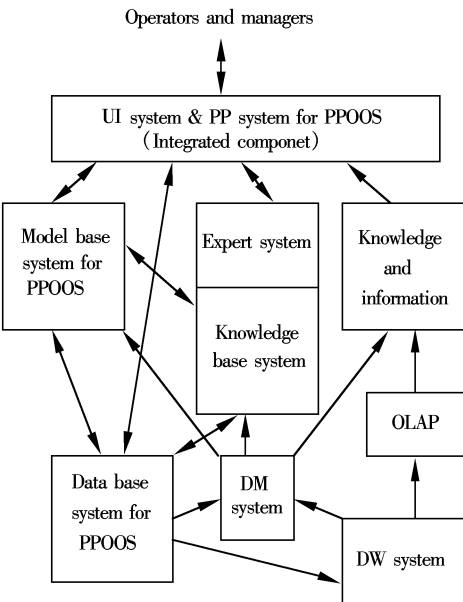 Operators and managers
UI system & PP system for PPOOS
(Integrated componet)
Model base
system for
PPOOS
Expert system
Knowledge
and
information
Knowledge
base system
OLAP
Data base
system for
PPOOS
DM
system
DW system